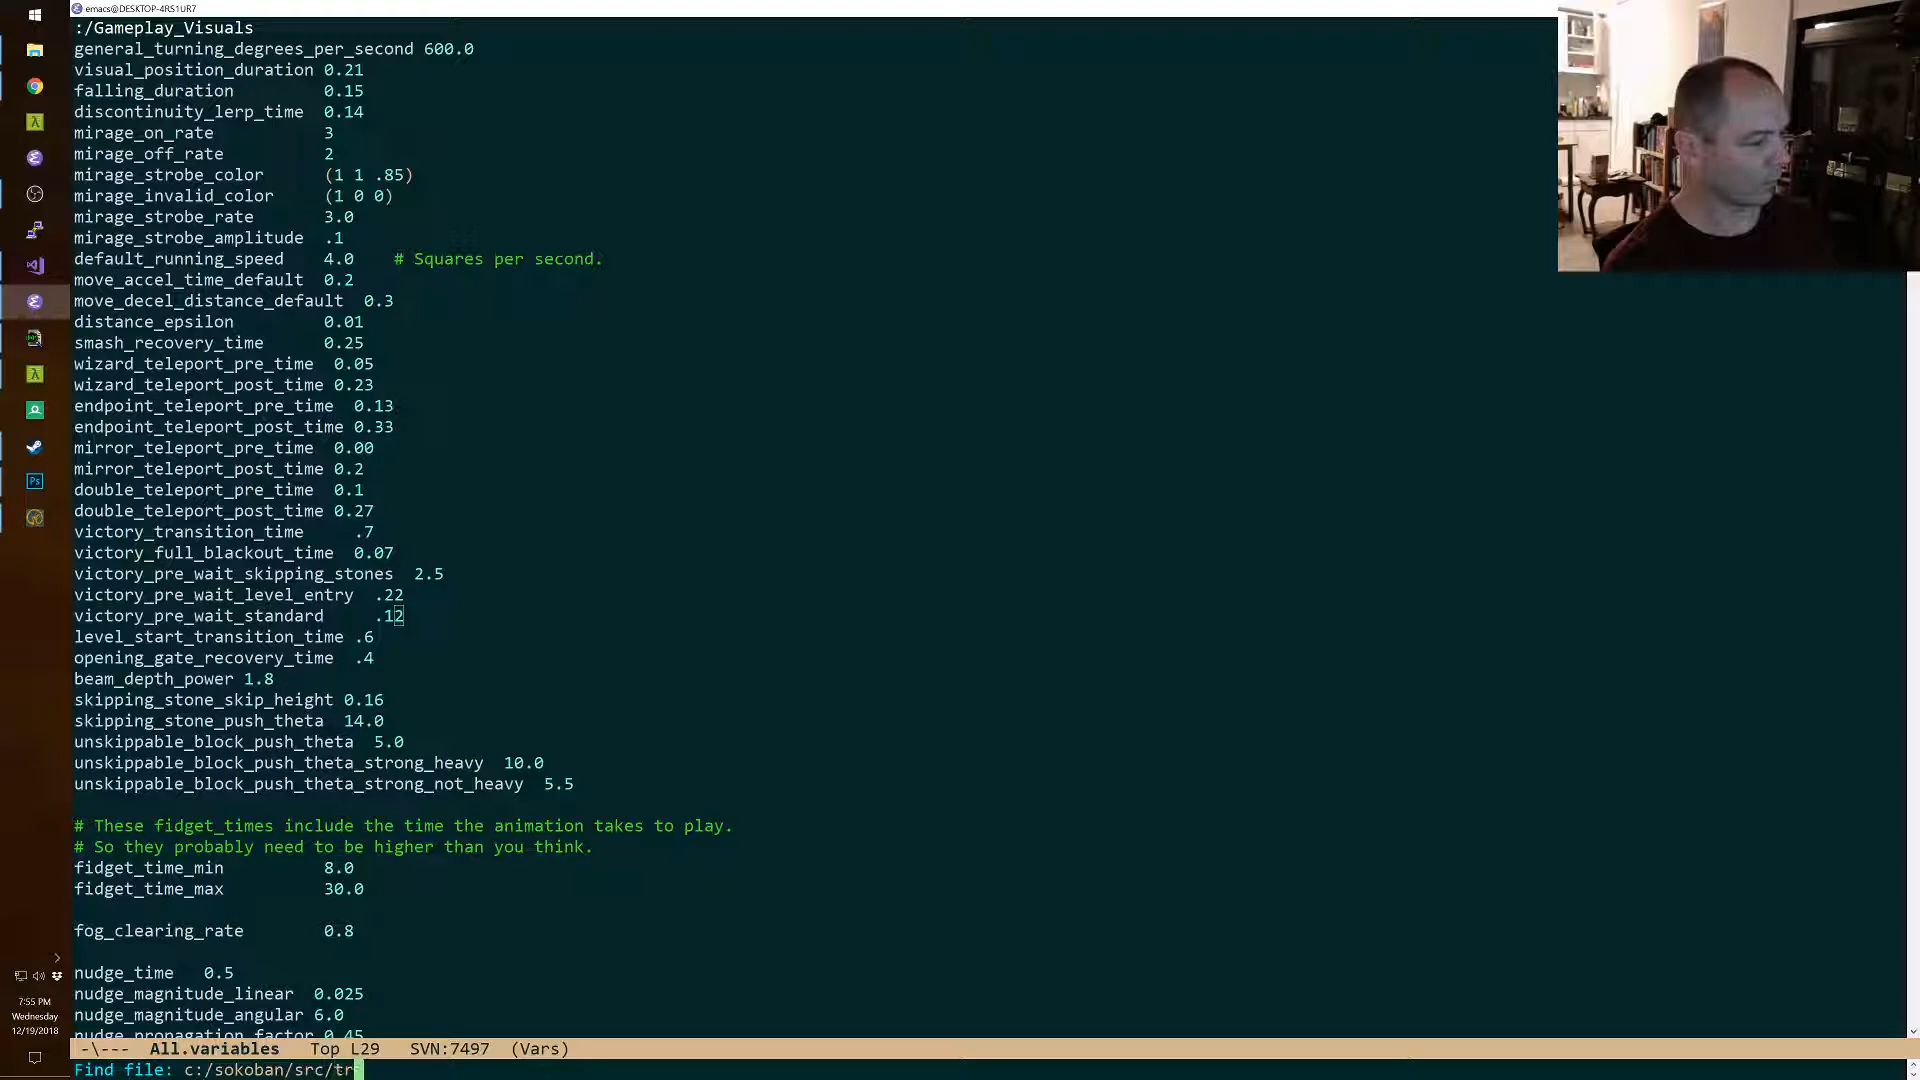 emacs@DESKTOP-4RS1UR7
:/Gameplay_Visuals
general_turning_degrees_per_second 600.0
visual_position_duration 0.21
falling_duration 0.15
discontinuity_lerp_time 0.14
mirage_on_rate 3
mirage_off_rate 2
mirage_strobe_color (1 1 .85)
mirage_invalid_color (1 0 0)
mirage_strobe_rate 3.0
mirage_strobe_amplitude .1
default_running_speed 4.0 # Squares per second.
move_accel_time_default 0.2
move_decel_distance_default 0.3
distance_epsilon 0.01
smash_recovery_time 0.25
wizard_teleport_pre_time 0.05
wizard_teleport_post_time 0.23
endpoint_teleport_pre_time 0.13
endpoint_teleport_post_time 0.33
mirror_teleport_pre_time 0.00
mirror_teleport_post_time 0.2
double_teleport_pre_time 0.1
double_teleport_post_time 0.27
victory_transition_time .7
victory_full_blackout_time 0.07
victory_pre_wait_skipping_stones 2.5
victory_pre_wait_level_entry .22
victory_pre_wait_standard .12
level_start_transition_time .6
opening_gate_recovery_time .4
beam_depth_power 1.8
skipping_stone_skip_height 0.16
skipping_stone_push_theta 14.0
unskippable_block_push_theta 5.0
unskippable_block_push_theta_strong_heavy 10.0
unskippable_block_push_theta_strong_not_heavy 5.5
# These fidget_times include the time the animation takes to play.
# So they probably need to be higher than you think.
fidget_time_min 8.0
fidget_time_max 30.0
fog_clearing_rate 0.8
nudge_time 0.5
nudge_magnitude_linear 0.025
nudge_magnitude_angular 6.0
nudge_propagation_factor 0.45
-\--- All.variables Top L29 SVN:7497 (Vars)
Find file: c:/sokoban/src/tr
Ps
7:55 PM
Wednesday
12/19/2018